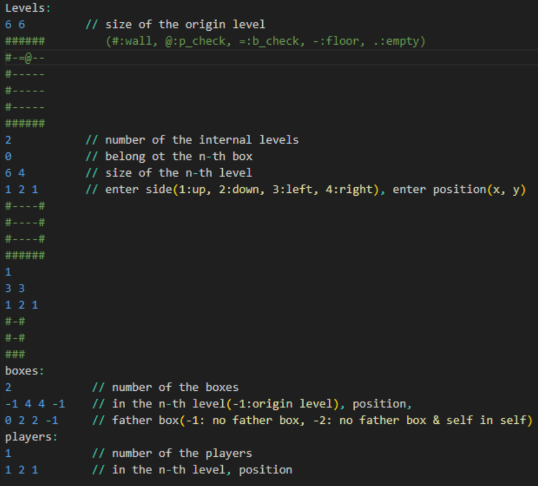 Levels:
6 6 // size of the origin level
###### (#:wall, @:p_check, =:b_check, -:floor, .:empty)
#-=@--
#-----
#-----
#-----
######
2 // number of the internal levels
0 // belong ot the n-th box
6 4 // size of the n-th level
1 2 1 // enter side(1:up, 2:down, 3:left, 4:right), enter position(x, y)
#----#
#----#
#----#
######
1
3 3
1 2 1
#-#
#-#
###
boxes:
2 // number of the boxes
-1 4 4 -1 // in the n-th level(-1:origin level), position,
0 2 2 -1 // father box(-1: no father box, -2: no father box & self in self)
players:
1 // number of the players
1 2 1 // in the n-th level, position